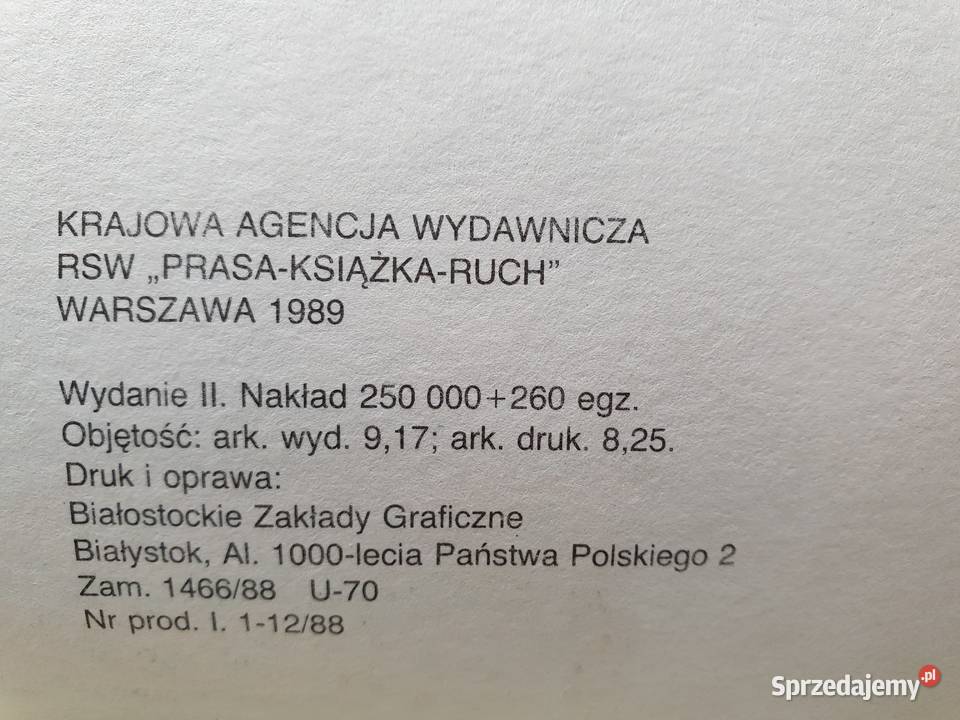 KRAJOWA AGENCJA WYDAWNICZA
RSW „PRASA-KSIĄŻKA-RUCH”
WARSZAWA 1989
Wydanie II. Nakład 250 000+260 egz.
Objętość: ark. wyd. 9,17; ark. druk. 8,25.
Druk i oprawa:
Białostockie Zakłady Graficzne
Białystok, Al. 1000-lecia Państwa Polskiego 2
Zam. 1466/88 U-70
Nr prod. I. 1-12/88
Sprzedajemy.pl